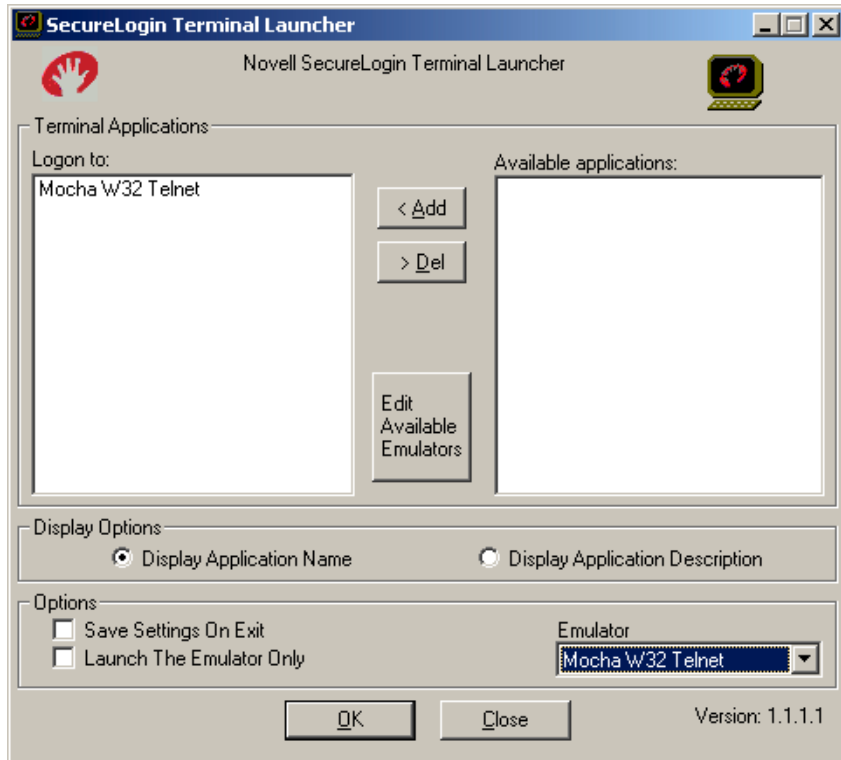 SecureLogin Terminal Launcher
Novell SecureLogin Terminal Launcher
Terminal Applications
Logon to:
Available applications:
Mocha W32 Telnet
< Add
> Del
Edit
Available
Emulators
Display Options
Display Application Name
Display Application Description
Options
Save Settings On Exit
Launch The Emulator Only
Emulator
Mocha W32 Telnet
OK
Close
Version: 1.1.1.1